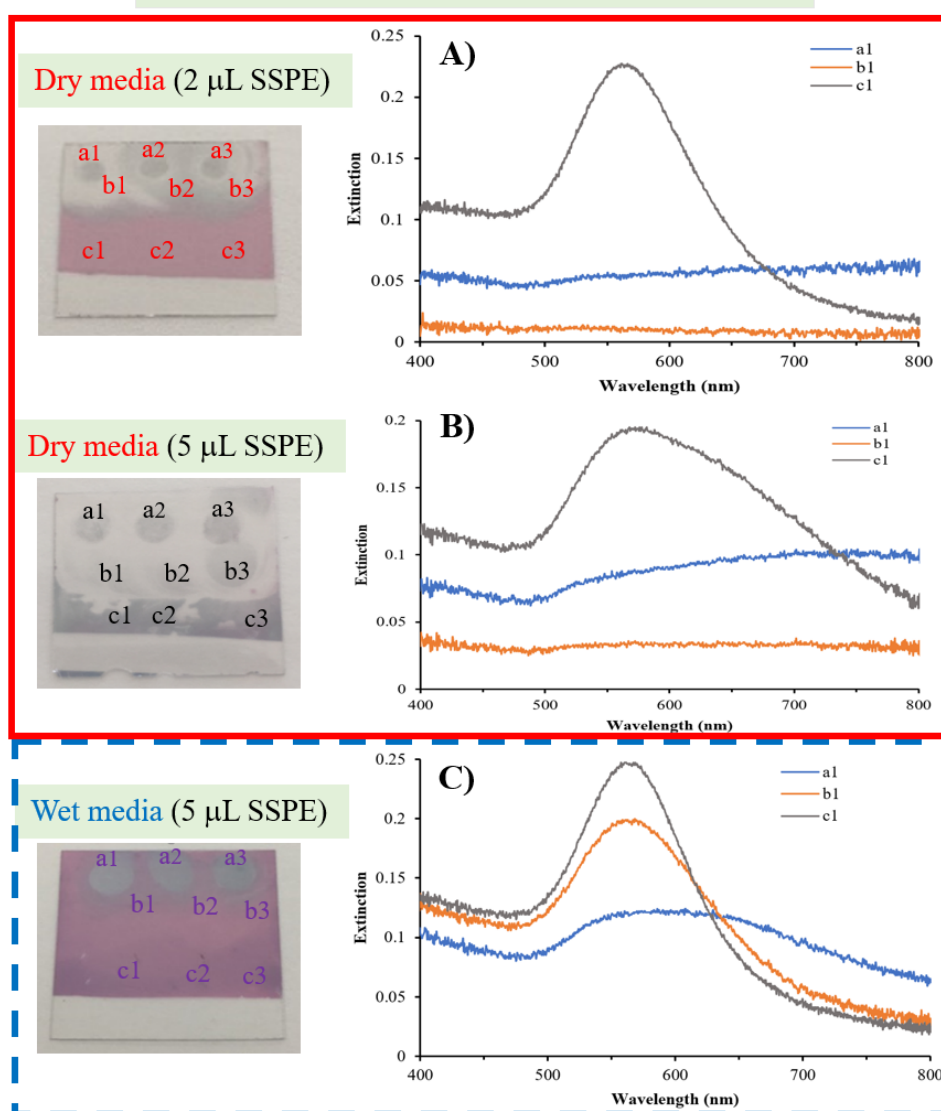 Dry media (2 μL SSPE)
a1 a2 a3
b1 b2 b3
c1 c2 c3
A)
a1
b1
c1
Extinction
0.25
0.2
0.15
0.1
0.05
0
400 500 600 700 800
Wavelength (nm)
Dry media (5 μL SSPE)
a1 a2 a3
b1 b2 b3
c1 c2 c3
B)
a1
b1
c1
Extinction
0.2
0.15
0.1
0.05
0
400 500 600 700 800
Wavelength (nm)
Wet media (5 μL SSPE)
a1 a2 a3
b1 b2 b3
c1 c2 c3
C)
a1
b1
c1
Extinction
0.25
0.2
0.15
0.1
0.05
0
400 500 600 700 800
Wavelength (nm)